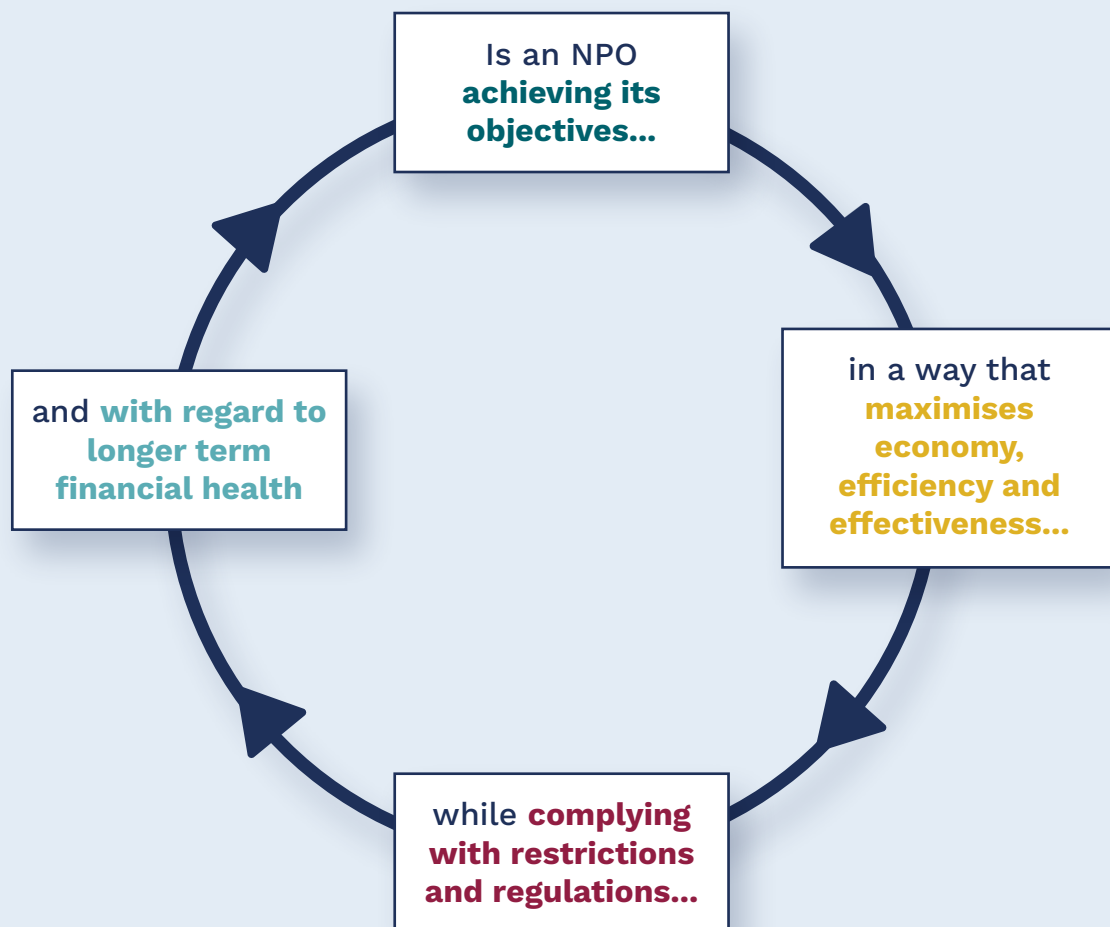 Is an NPO
achieving its
objectives...
in a way that
maximises
economy,
efficiency and
effectiveness...
while complying
with restrictions
and regulations...
and with regard to
longer term
financial health